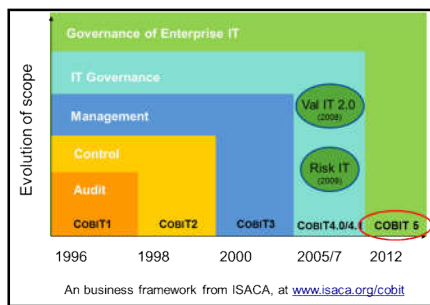 Governance of Enterprise IT
IT Governance
Val IT 2.0
(2008)
Management
Control
Risk IT
(2009)
Audit
COBIT1
COBIT2
COBIT3
COBIT4.0/4.1
COBIT 5
Evolution of scope
1996
1998
2000
2005/7
2012
An business framework from ISACA, at www.isaca.org/cobit